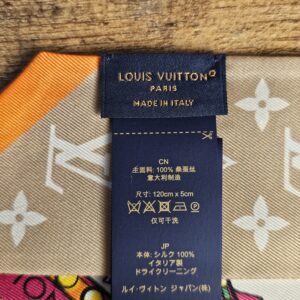 LOUIS VUITTON
PARIS
MADE IN ITALY
CN
主面料: 100% 桑蚕丝
意大利制造
尺寸: 120cm x 5cm
仅可干洗
JP
本体: シルク 100%
イタリア製
ドライクリーニング
ルイ・ヴィトン ジャパン(株)